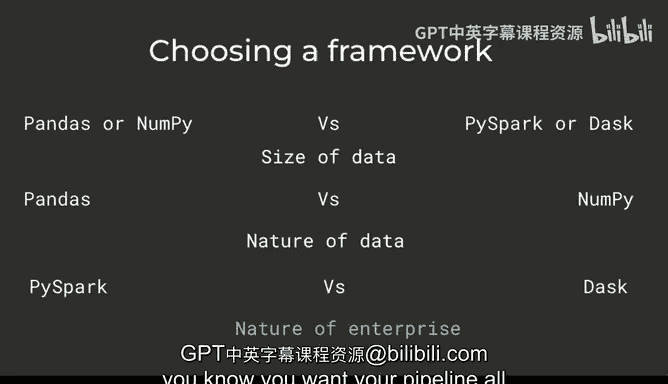 GPT中英字幕课程资源 bilibili
Choosing a framework
Pandas or NumPy Vs PySpark or Dask
Size of data
Pandas Vs NumPy
Nature of data
PySpark Vs Dask
Nature of enterprise
GPT中英字幕课程资源@bilibili.com
you know you want your pipeline all